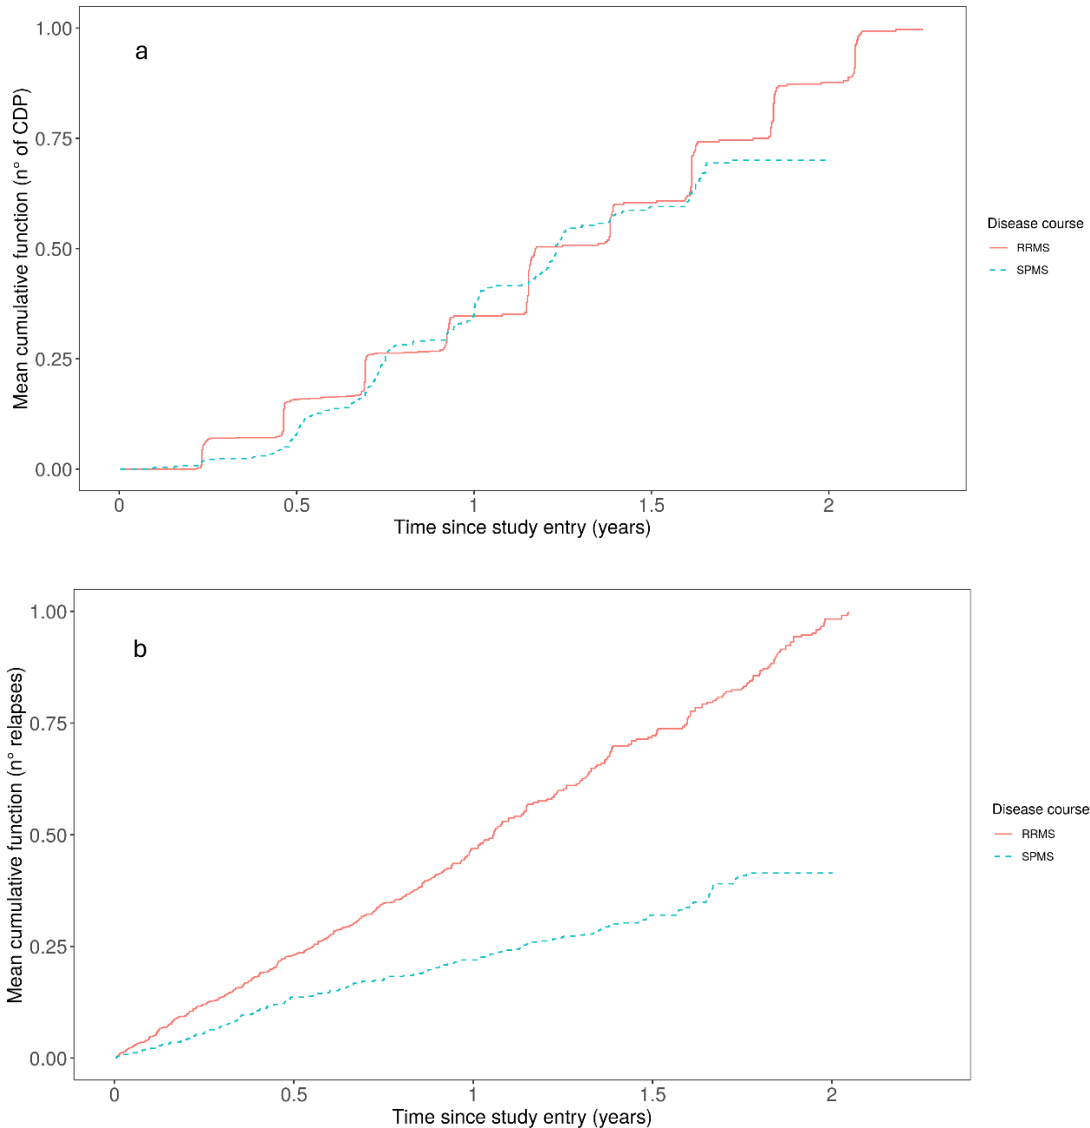 a
Mean cumulative function (n° of CDP)
1.00
0.75
0.50
0.25
0.00
0
0.5
1
1.5
2
Time since study entry (years)
Disease course
RRMS
SPMS
b
Mean cumulative function (n° relapses)
1.00
0.75
0.50
0.25
0.00
0
0.5
1
1.5
2
Time since study entry (years)
Disease course
RRMS
SPMS